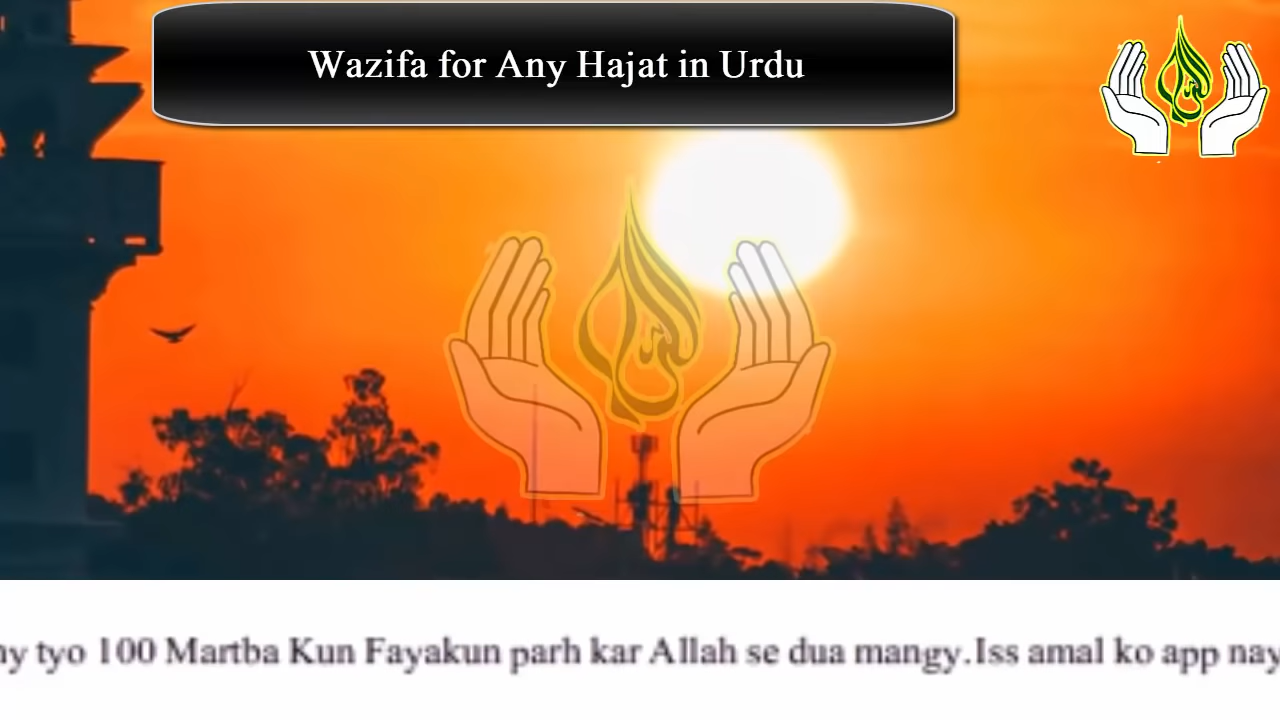 Wazifa for Any Hajat in Urdu
tyo 100 Martba Kun Fayakun parh kar Allah se dua mangy.Iss amal ko app nay